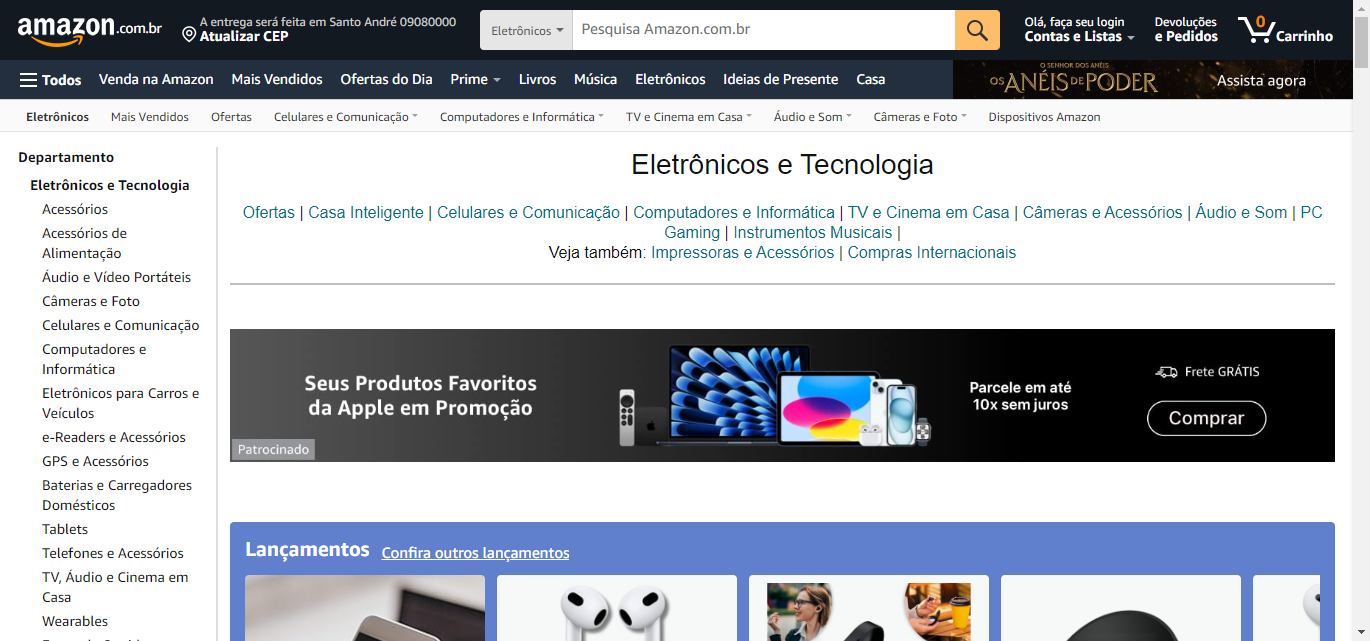 amazon.com.br
A entrega será feita em Santo André 09080000
Atualizar CEP
Eletrônicos
Pesquisa Amazon.com.br
Olá, faça seu login
Contas e Listas
Devoluções
e Pedidos
0
Carrinho
Todos
Venda na Amazon
Mais Vendidos
Ofertas do Dia
Prime
Livros
Música
Eletrônicos
Ideias de Presente
Casa
O SENHOR DOS ANÉIS
OS ANÉIS DE PODER
Assista agora
Eletrônicos
Mais Vendidos
Ofertas
Celulares e Comunicação
Computadores e Informática
TV e Cinema em Casa
Áudio e Som
Câmeras e Foto
Dispositivos Amazon
Departamento
Eletrônicos e Tecnologia
Acessórios
Acessórios de
Alimentação
Áudio e Vídeo Portáteis
Câmeras e Foto
Celulares e Comunicação
Computadores e
Informática
Eletrônicos para Carros e
Veículos
e-Readers e Acessórios
GPS e Acessórios
Baterias e Carregadores
Domésticos
Tablets
Telefones e Acessórios
TV, Áudio e Cinema em
Casa
Wearables
Eletrônicos e Tecnologia
Ofertas | Casa Inteligente | Celulares e Comunicação | Computadores e Informática | TV e Cinema em Casa | Câmeras e Acessórios | Áudio e Som | PC
Gaming | Instrumentos Musicais |
Veja também: Impressoras e Acessórios | Compras Internacionais
Seus Produtos Favoritos
da Apple em Promoção
Patrocinado
Parcele em até
10x sem juros
Frete GRÁTIS
Comprar
Lançamentos
Confira outros lançamentos